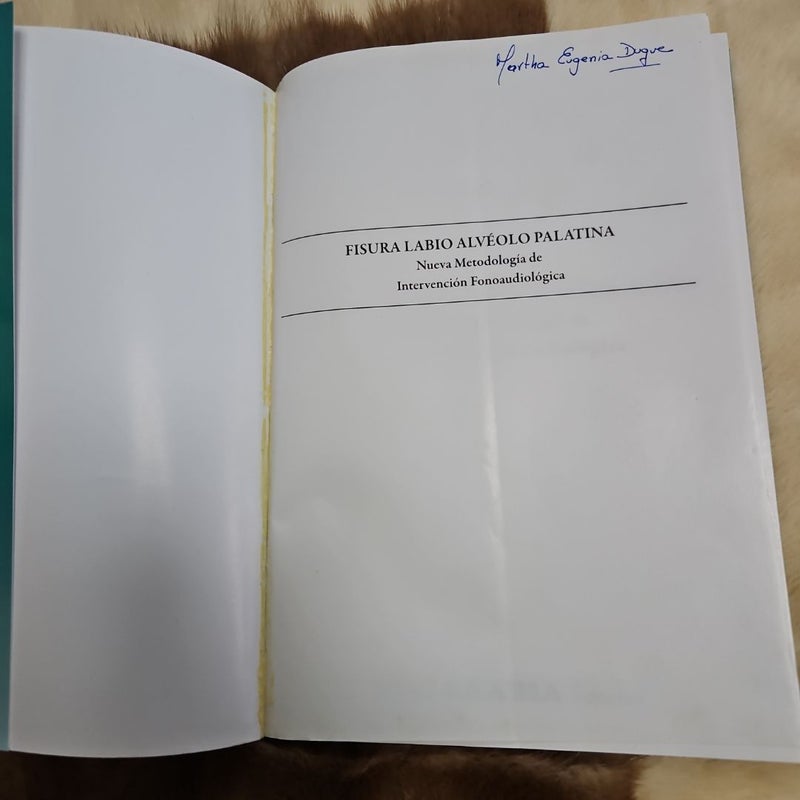 Martha Eugenia Duque
FISURA LABIO ALVÉOLO PALATINA
Nueva Metodología de
Intervención Fonoaudiológica